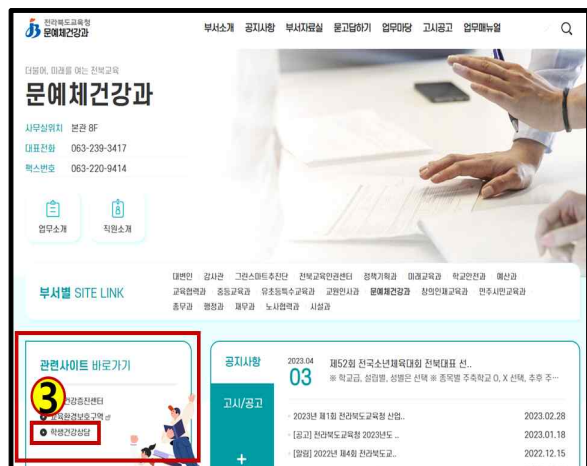 전라북도교육청
문예체건강과
부서소개 공지사항 부서자료실 묻고답하기 업무마당 고시공고 업무매뉴얼
더불어, 미래를 여는 전북교육
문예체건강과
사무실위치 본관 8F
대표전화 063-239-3417
팩스번호 063-220-9414
업무소개 직원소개
부서별 SITE LINK
대변인 감사관 그린스마트추진단 전북교육인권센터 정책기획과 미래교육과 학교안전과 예산과
교육협력과 중등교육과 유초등특수교육과 교원인사과 문예체건강과 창의인재교육과 민주시민교육과
총무과 행정과 재무과 노사협력과 시설과
관련사이트 바로가기
3
건강증진센터
교육환경보호구역
학생건강상담
공지사항
고시/공고
+
2023.04
03
제52회 전국소년체육대회 전북대표 선..
※ 학교급, 설립별, 성별은 선택 ※ 종목별 주축학교 O, X 선택, 추후 주…
· 2023년 제1회 전라북도교육청 산업.. 2023.02.28
· [공고] 전라북도교육청 2023년도 .. 2023.01.18
· [알림] 2022년 제4회 전라북도교.. 2022.12.15